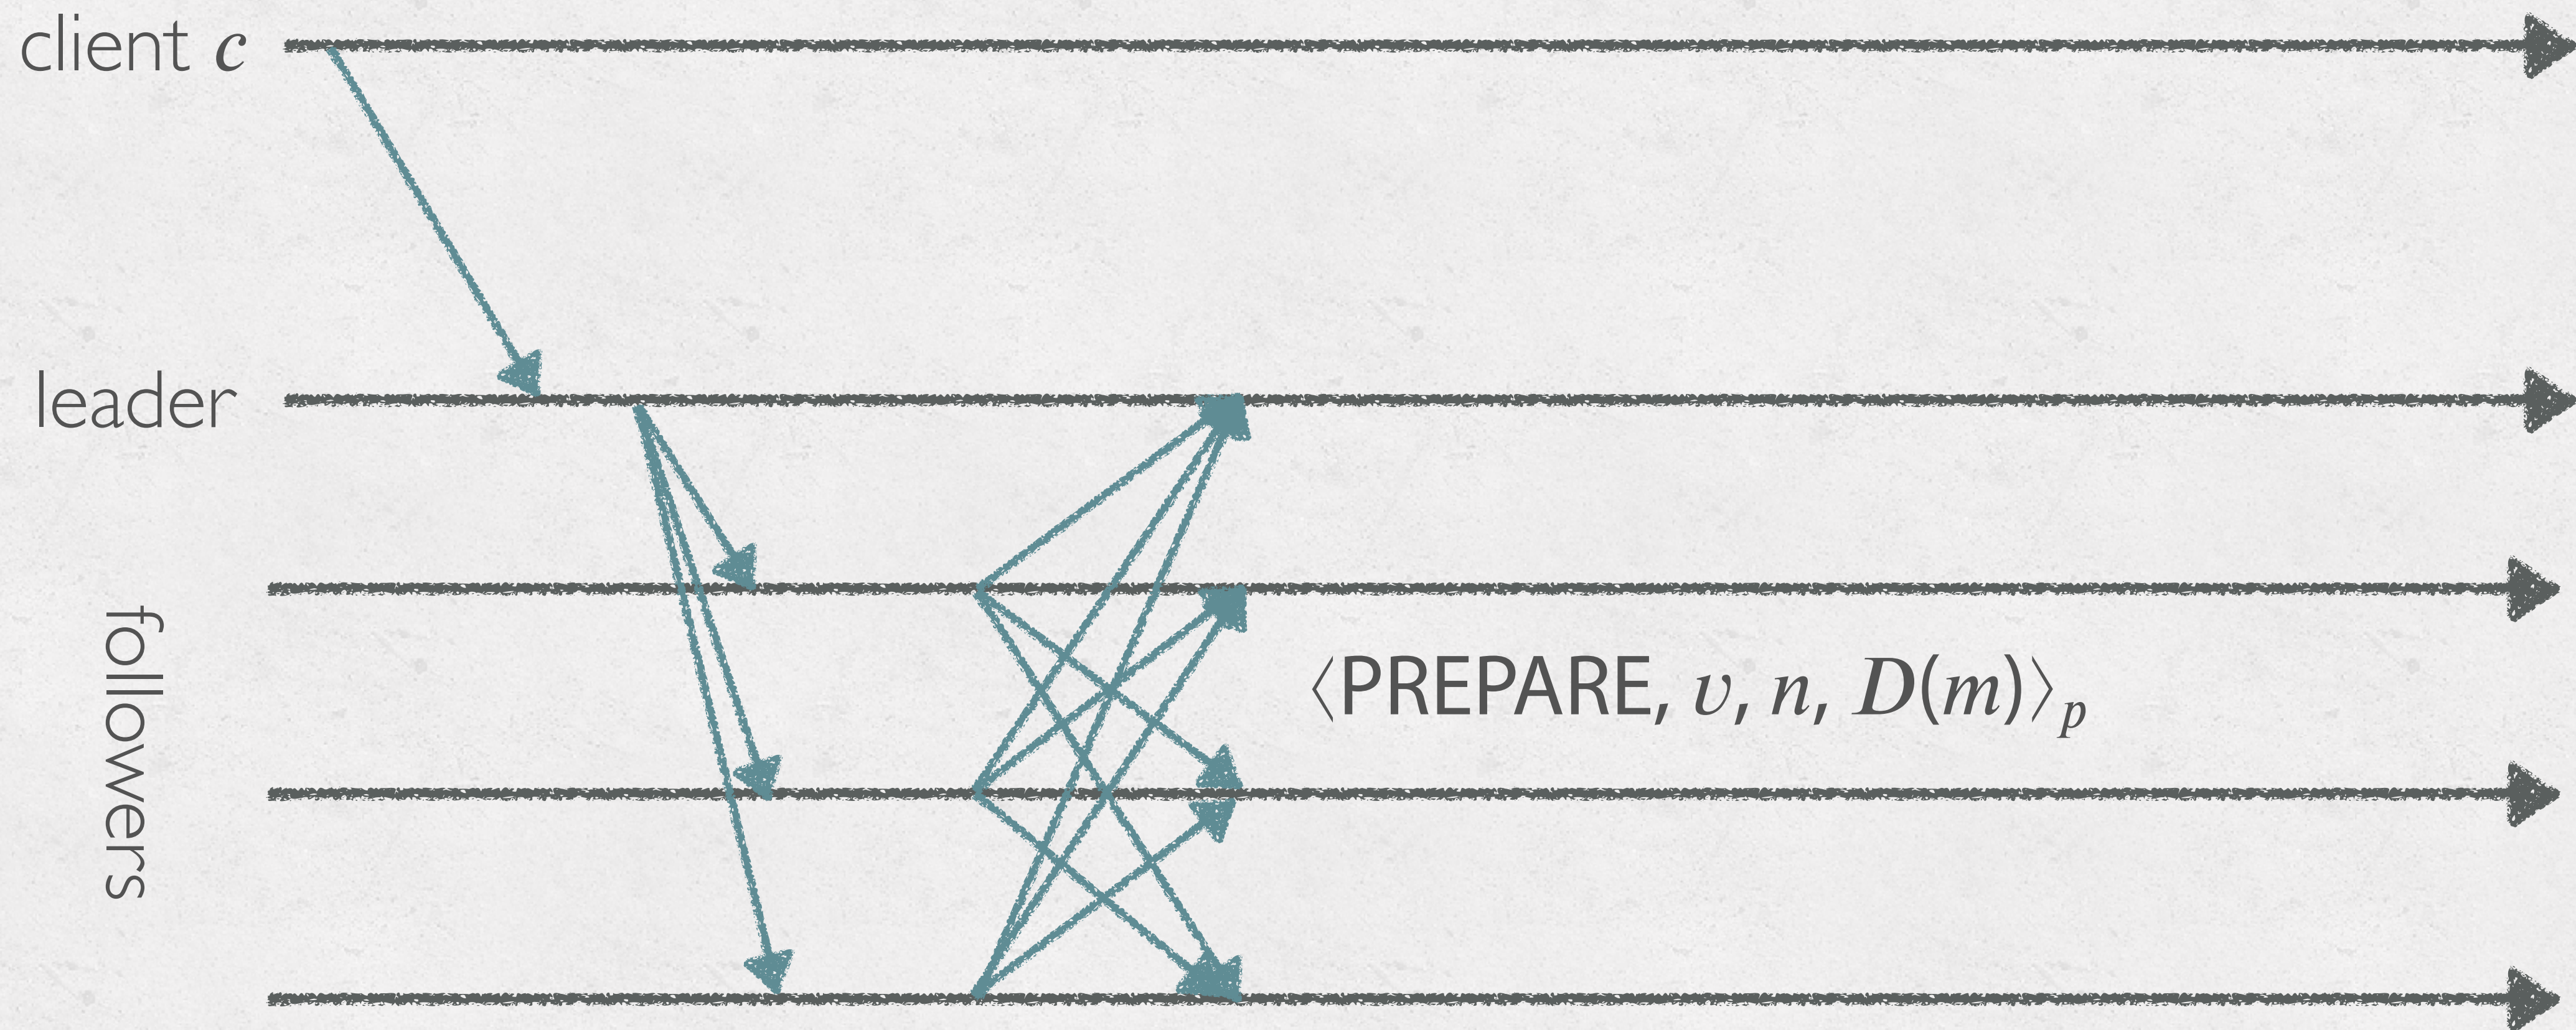 client c
leader
followers
⟨PREPARE, v, n, D(m)⟩p